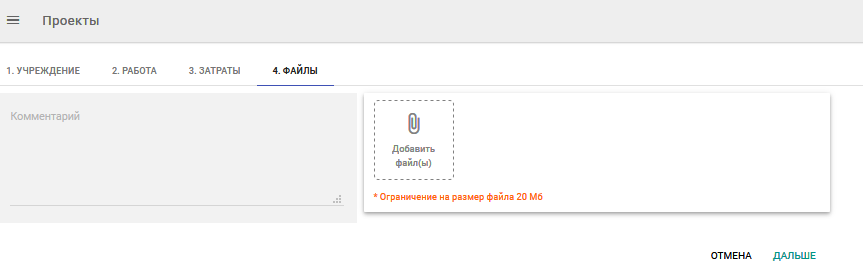 Проекты
1. УЧРЕЖДЕНИЕ 2. РАБОТА 3. ЗАТРАТЫ 4. ФАЙЛЫ
Комментарий
Добавить
файл(ы)
* Ограничение на размер файла 20 Мб
ОТМЕНА ДАЛЬШЕ